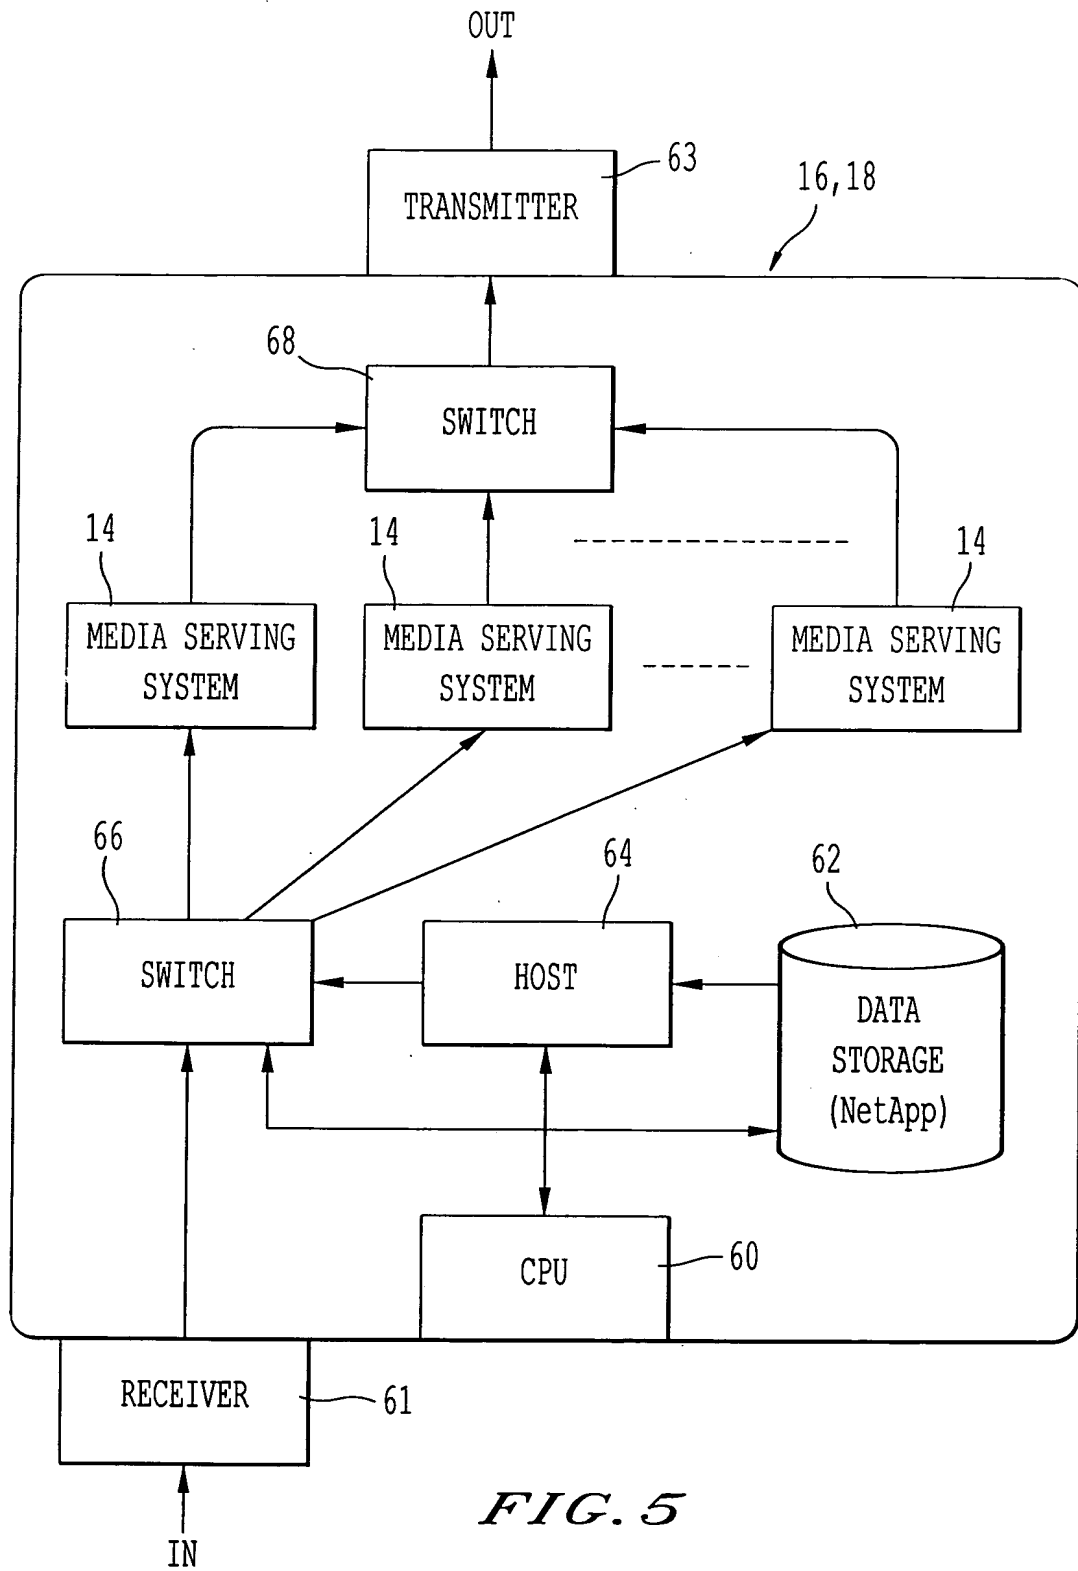 OUT
63
TRANSMITTER
16,18
68
SWITCH
14
14
14
MEDIA SERVING
SYSTEM
MEDIA SERVING
SYSTEM
MEDIA SERVING
SYSTEM
66
64
62
SWITCH
HOST
DATA
STORAGE
(NetApp)
CPU
60
RECEIVER
61
IN
FIG. 5